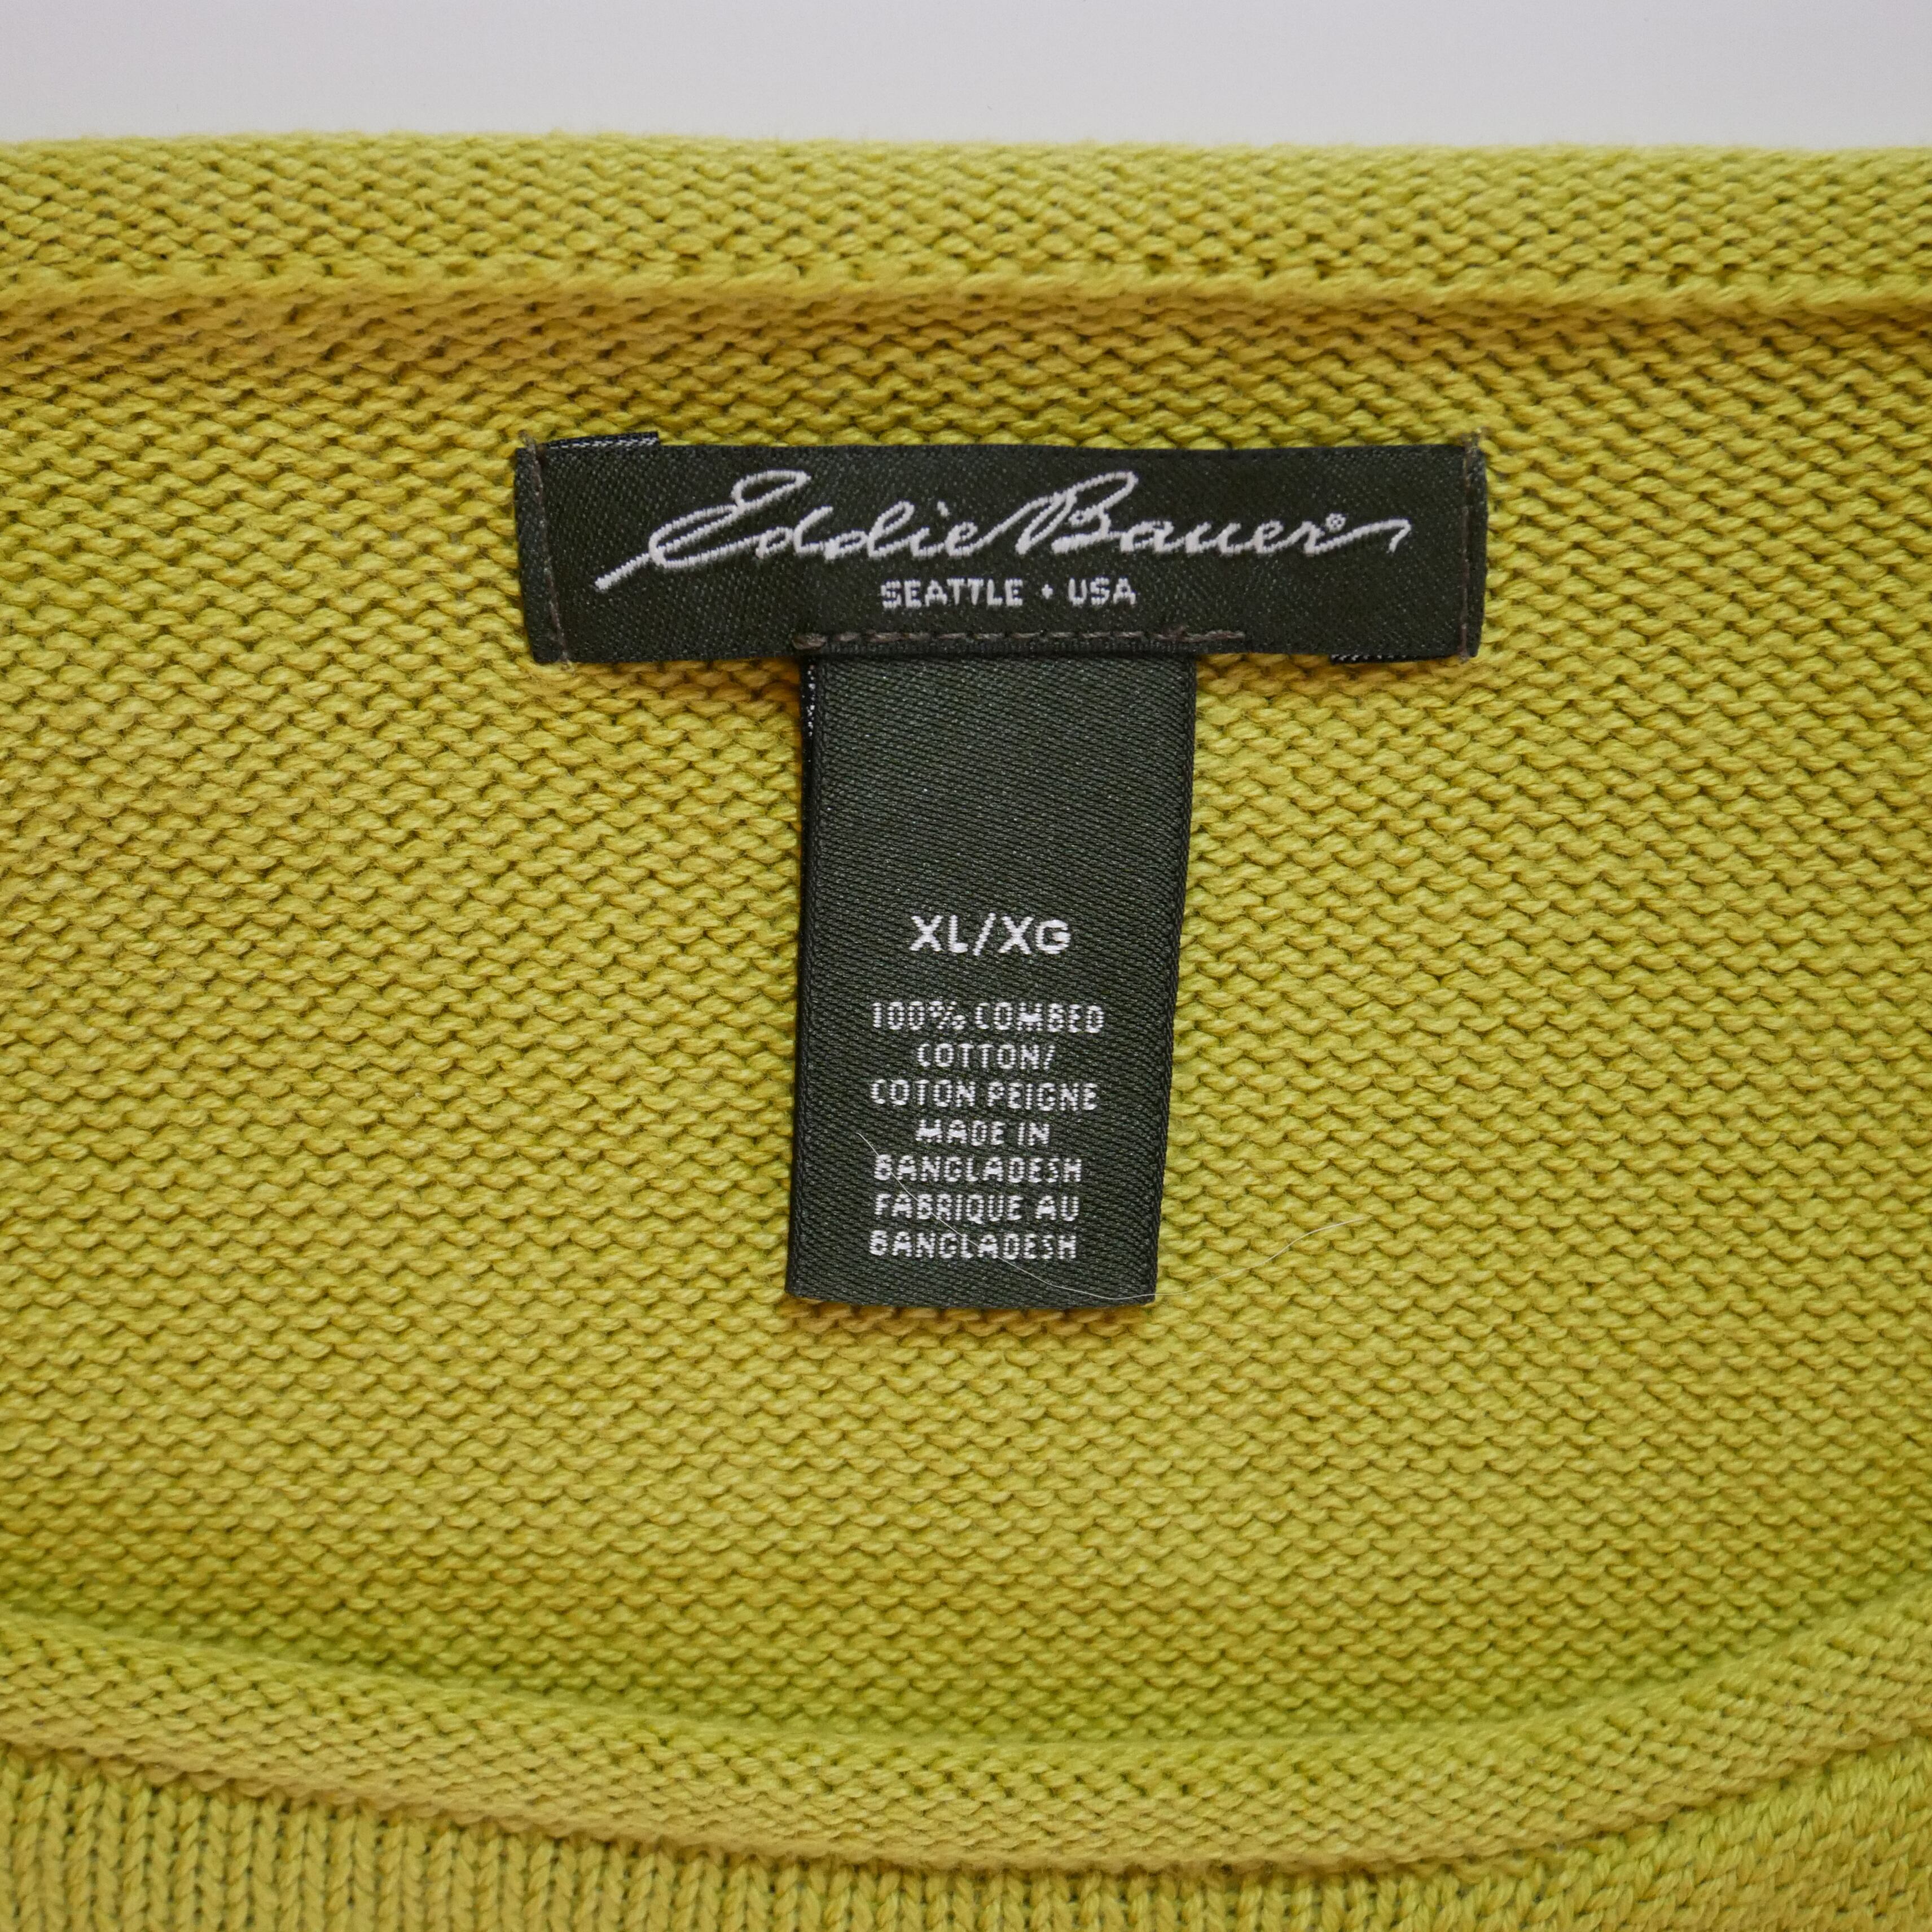 Eddie Bauer®
SEATTLE • USA
XL/XG
100% COMBED
COTTON/
COTON PEIGNE
MADE IN
BANGLADESH
FABRIQUE AU
BANGLADESH